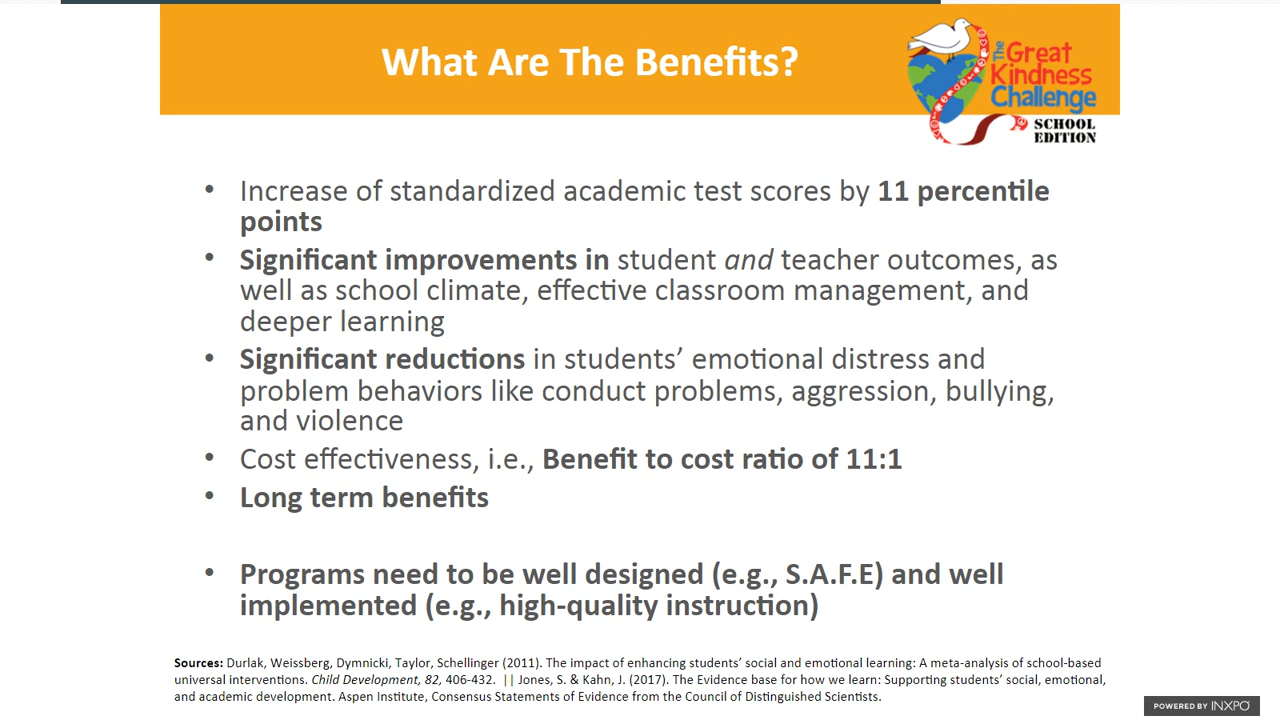 What Are The Benefits?
The Great
Kindness
Challenge
SCHOOL
EDITION
• Increase of standardized academic test scores by 11 percentile
points
• Significant improvements in student and teacher outcomes, as
well as school climate, effective classroom management, and
deeper learning
• Significant reductions in students’ emotional distress and
problem behaviors like conduct problems, aggression, bullying,
and violence
• Cost effectiveness, i.e., Benefit to cost ratio of 11:1
• Long term benefits
• Programs need to be well designed (e.g., S.A.F.E) and well
implemented (e.g., high-quality instruction)
Sources: Durlak, Weissberg, Dymnicki, Taylor, Schellinger (2011). The impact of enhancing students’ social and emotional learning: A meta-analysis of school-based
universal interventions. Child Development, 82, 406-432. || Jones, S. & Kahn, J. (2017). The Evidence base for how we learn: Supporting students’ social, emotional,
and academic development. Aspen Institute, Consensus Statements of Evidence from the Council of Distinguished Scientists.
POWERED BY INXPO